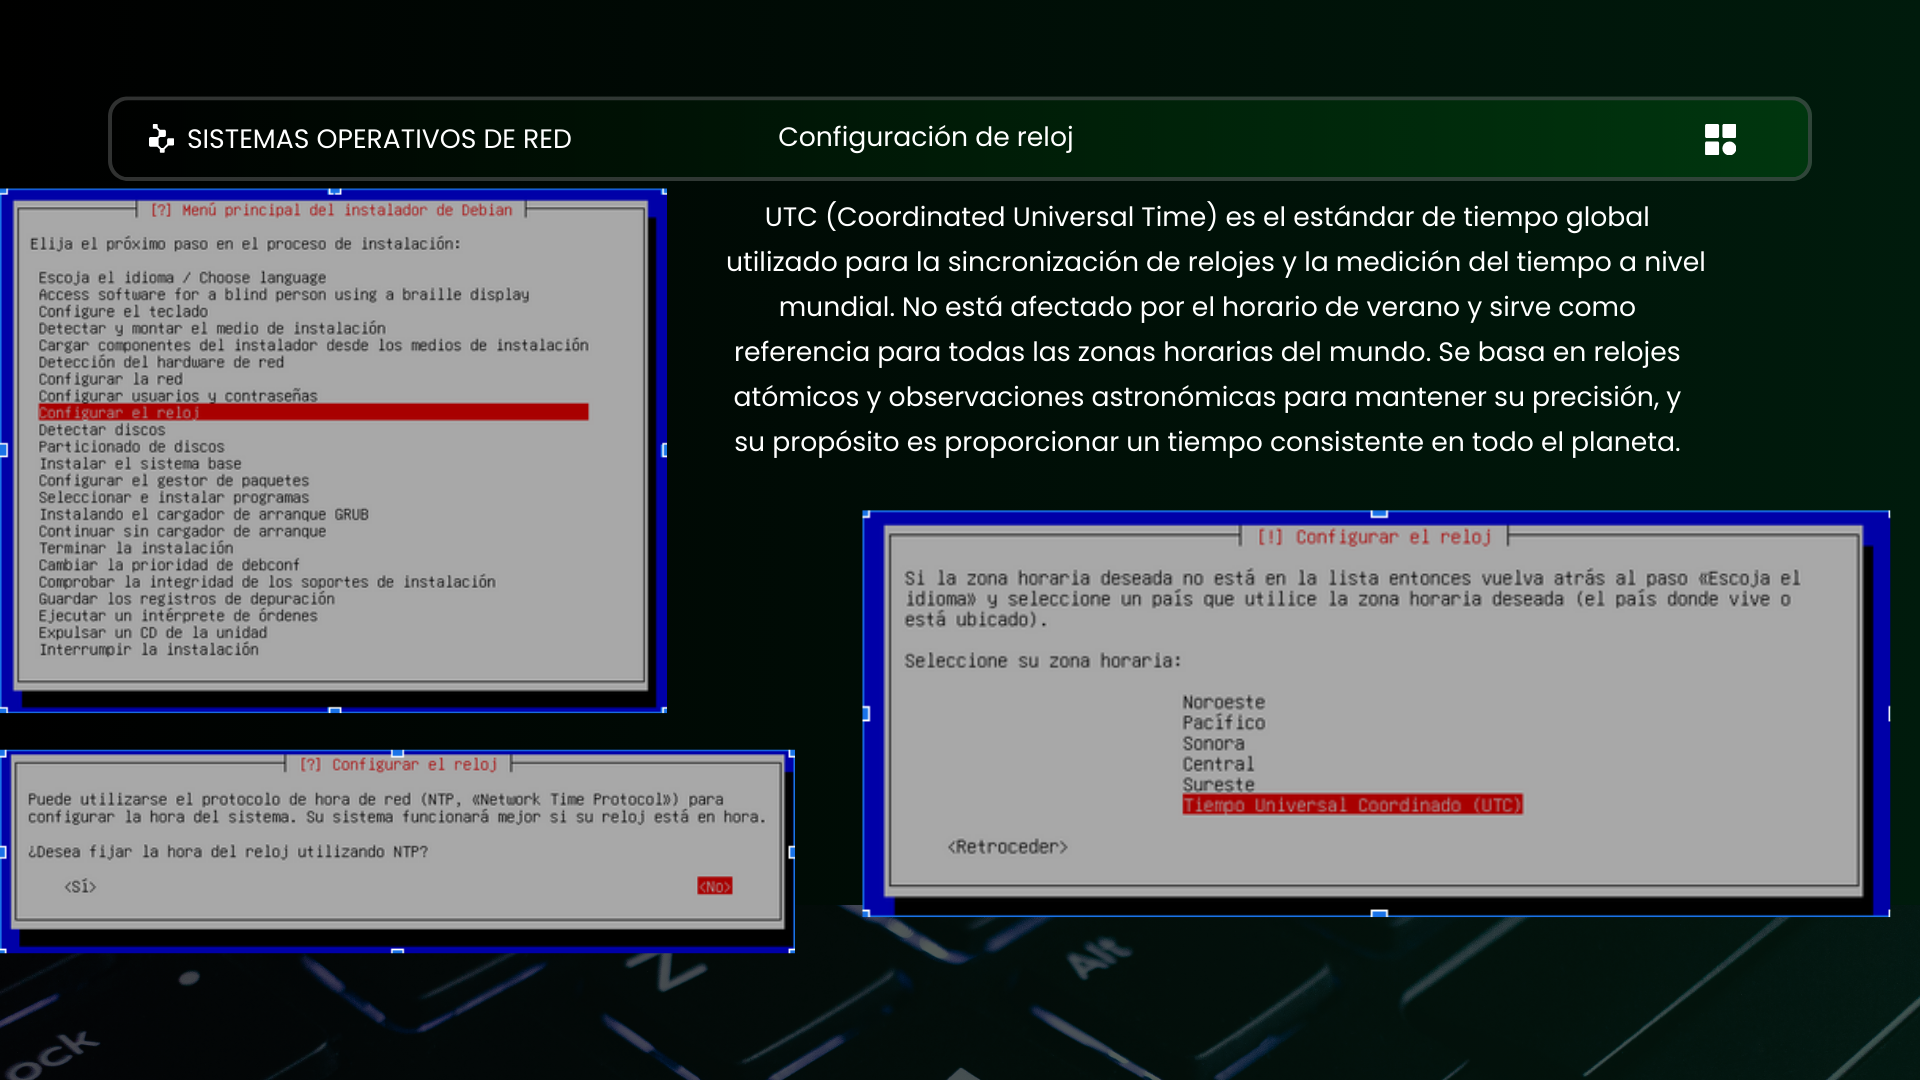 SISTEMAS OPERATIVOS DE RED
Configuración de reloj
[?] Menú principal del instalador de Debian
Elija el próximo paso en el proceso de instalación:
Escoja el idioma / Choose language
Access software for a blind person using a braille display
Configure el teclado
Detectar y montar el medio de instalación
Cargar componentes del instalador desde los medios de instalación
Detección del hardware de red
Configurar la red
Configurar usuarios y contraseñas
Configurar el reloj
Detectar discos
Particionado de discos
Instalar el sistema base
Configurar el gestor de paquetes
Seleccionar e instalar programas
Instalando el cargador de arranque GRUB
Continuar sin cargador de arranque
Terminar la instalación
Cambiar la prioridad de debconf
Comprobar la integridad de los soportes de instalación
Guardar los registros de depuración
Ejecutar un intérprete de órdenes
Expulsar un CD de la unidad
Interrumpir la instalación
UTC (Coordinated Universal Time) es el estándar de tiempo global
utilizado para la sincronización de relojes y la medición del tiempo a nivel
mundial. No está afectado por el horario de verano y sirve como
referencia para todas las zonas horarias del mundo. Se basa en relojes
atómicos y observaciones astronómicas para mantener su precisión, y
su propósito es proporcionar un tiempo consistente en todo el planeta.
[?] Configurar el reloj
Puede utilizarse el protocolo de hora de red (NTP, «Network Time Protocol») para
configurar la hora del sistema. Su sistema funcionará mejor si su reloj está en hora.
¿Desea fijar la hora del reloj utilizando NTP?
<Sí>
<No>
[!] Configurar el reloj
Si la zona horaria deseada no está en la lista entonces vuelva atrás al paso «Escoja el
idioma» y seleccione un país que utilice la zona horaria deseada (el país donde vive o
está ubicado).
Seleccione su zona horaria:
Noroeste
Pacífico
Sonora
Central
Sureste
Tiempo Universal Coordinado (UTC)
<Retroceder>
Z
Alt
ock